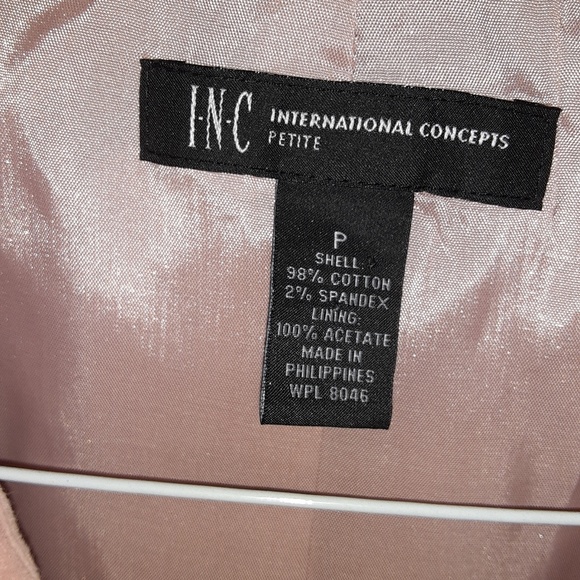 I·N·C INTERNATIONAL CONCEPTS
PETITE
P
SHELL:
98% COTTON
2% SPANDEX
LINING:
100% ACETATE
MADE IN
PHILIPPINES
WPL 8046